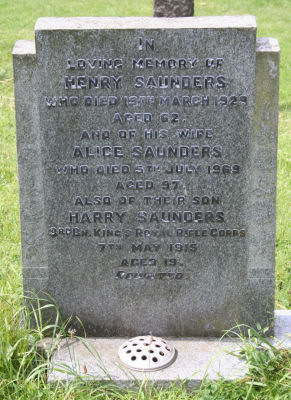 IN
LOVING MEMORY OF
HENRY SAUNDERS
WHO DIED 19TH MARCH 1929
AGED 62.
AND OF HIS WIFE
ALICE SAUNDERS
WHO DIED 5TH JULY 1969
AGED 97.
ALSO OF THEIR SON
HARRY SAUNDERS
3RD BN. KING'S ROYAL RIFLE CORPS
7TH MAY 1915
AGED 19.